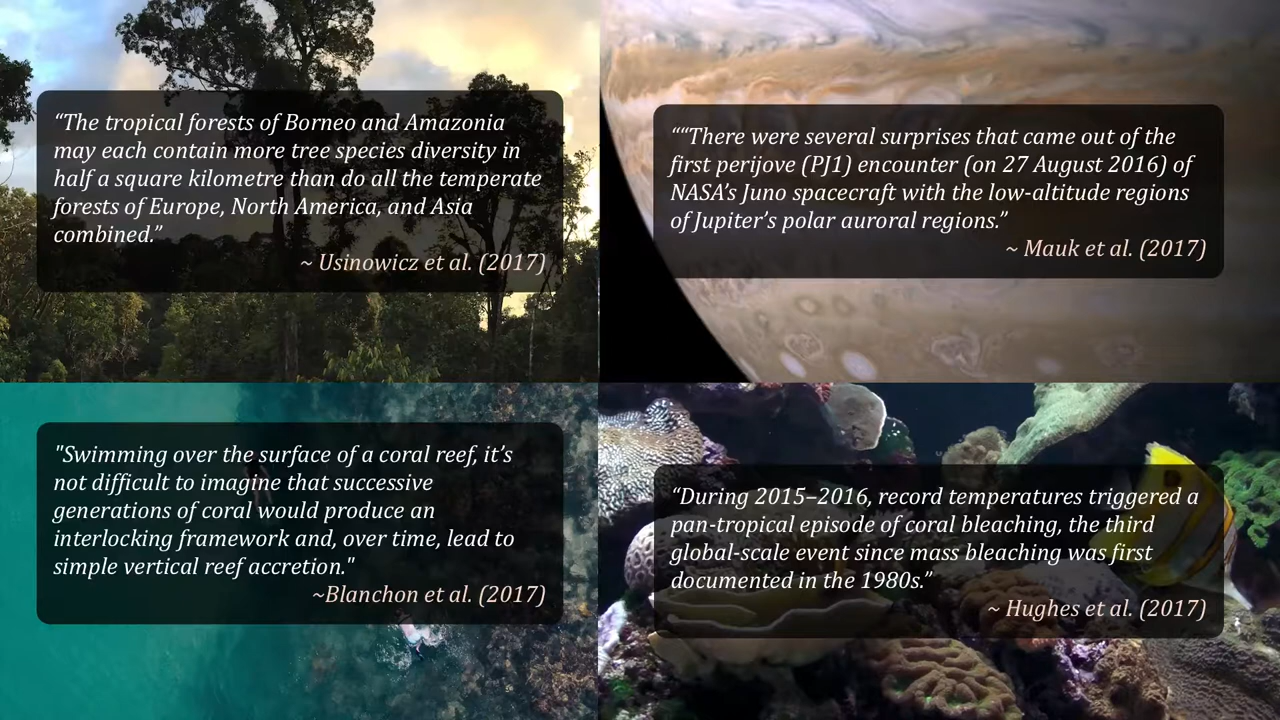 “The tropical forests of Borneo and Amazonia
may each contain more tree species diversity in
half a square kilometre than do all the temperate
forests of Europe, North America, and Asia
combined.”
~ Usinowicz et al. (2017)
““There were several surprises that came out of the
first perijove (PJ1) encounter (on 27 August 2016) of
NASA’s Juno spacecraft with the low-altitude regions
of Jupiter’s polar auroral regions.”
~ Mauk et al. (2017)
"Swimming over the surface of a coral reef, it’s
not difficult to imagine that successive
generations of coral would produce an
interlocking framework and, over time, lead to
simple vertical reef accretion."
~Blanchon et al. (2017)
“During 2015–2016, record temperatures triggered a
pan-tropical episode of coral bleaching, the third
global-scale event since mass bleaching was first
documented in the 1980s.”
~ Hughes et al. (2017)